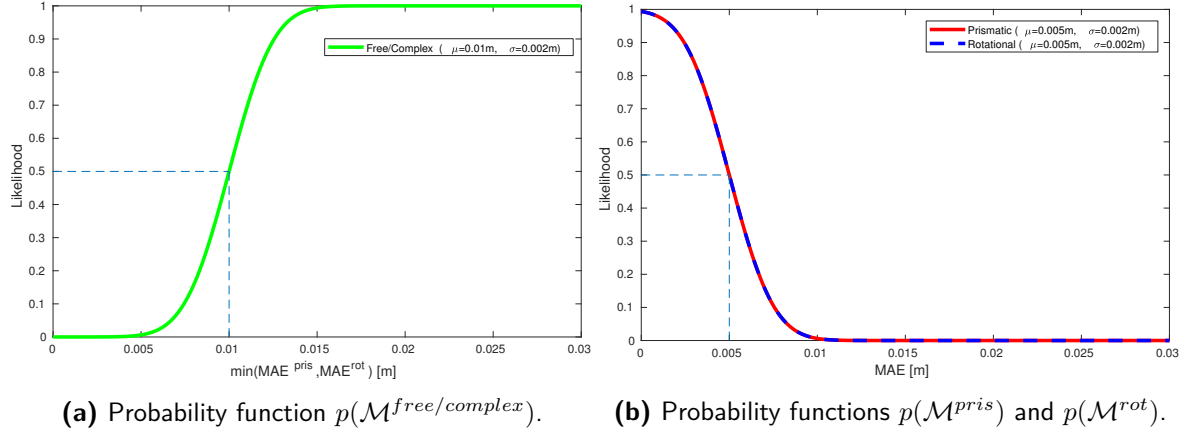 1
0.9
0.8
0.7
0.6
0.5
0.4
0.3
0.2
0.1
0
Likelihood
Free/Complex ( μ=0.01m, σ=0.002m)
0 0.005 0.01 0.015 0.02 0.025 0.03
min(MAE pris,MAErot) [m]
(a) Probability function p(M^{free/complex}).
1
0.9
0.8
0.7
0.6
0.5
0.4
0.3
0.2
0.1
0
Likelihood
Prismatic ( μ=0.005m, σ=0.002m)
Rotational ( μ=0.005m, σ=0.002m)
0 0.005 0.01 0.015 0.02 0.025 0.03
MAE [m]
(b) Probability functions p(M^{pris}) and p(M^{rot}).